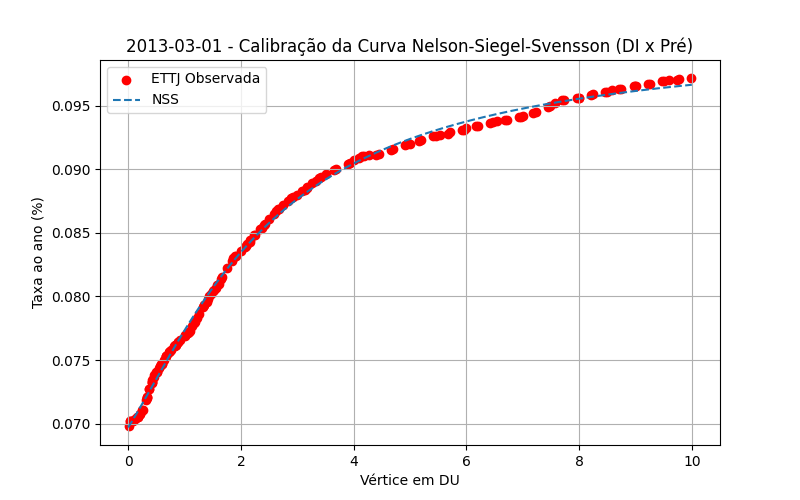 2013-03-01 - Calibração da Curva Nelson-Siegel-Svensson (DI x Pré)
ETTJ Observada
NSS
Taxa ao ano (%)
0.095
0.090
0.085
0.080
0.075
0.070
0 2 4 6 8 10
Vértice em DU